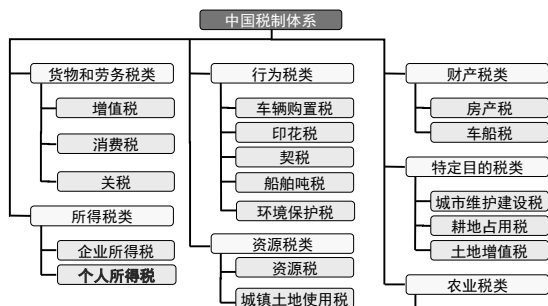 中国税制体系
货物和劳务税类
增值税
消费税
关税
所得税类
企业所得税
个人所得税
行为税类
车辆购置税
印花税
契税
船舶吨税
环境保护税
资源税类
资源税
城镇土地使用税
财产税类
房产税
车船税
特定目的税类
城市维护建设税
耕地占用税
土地增值税
农业税类